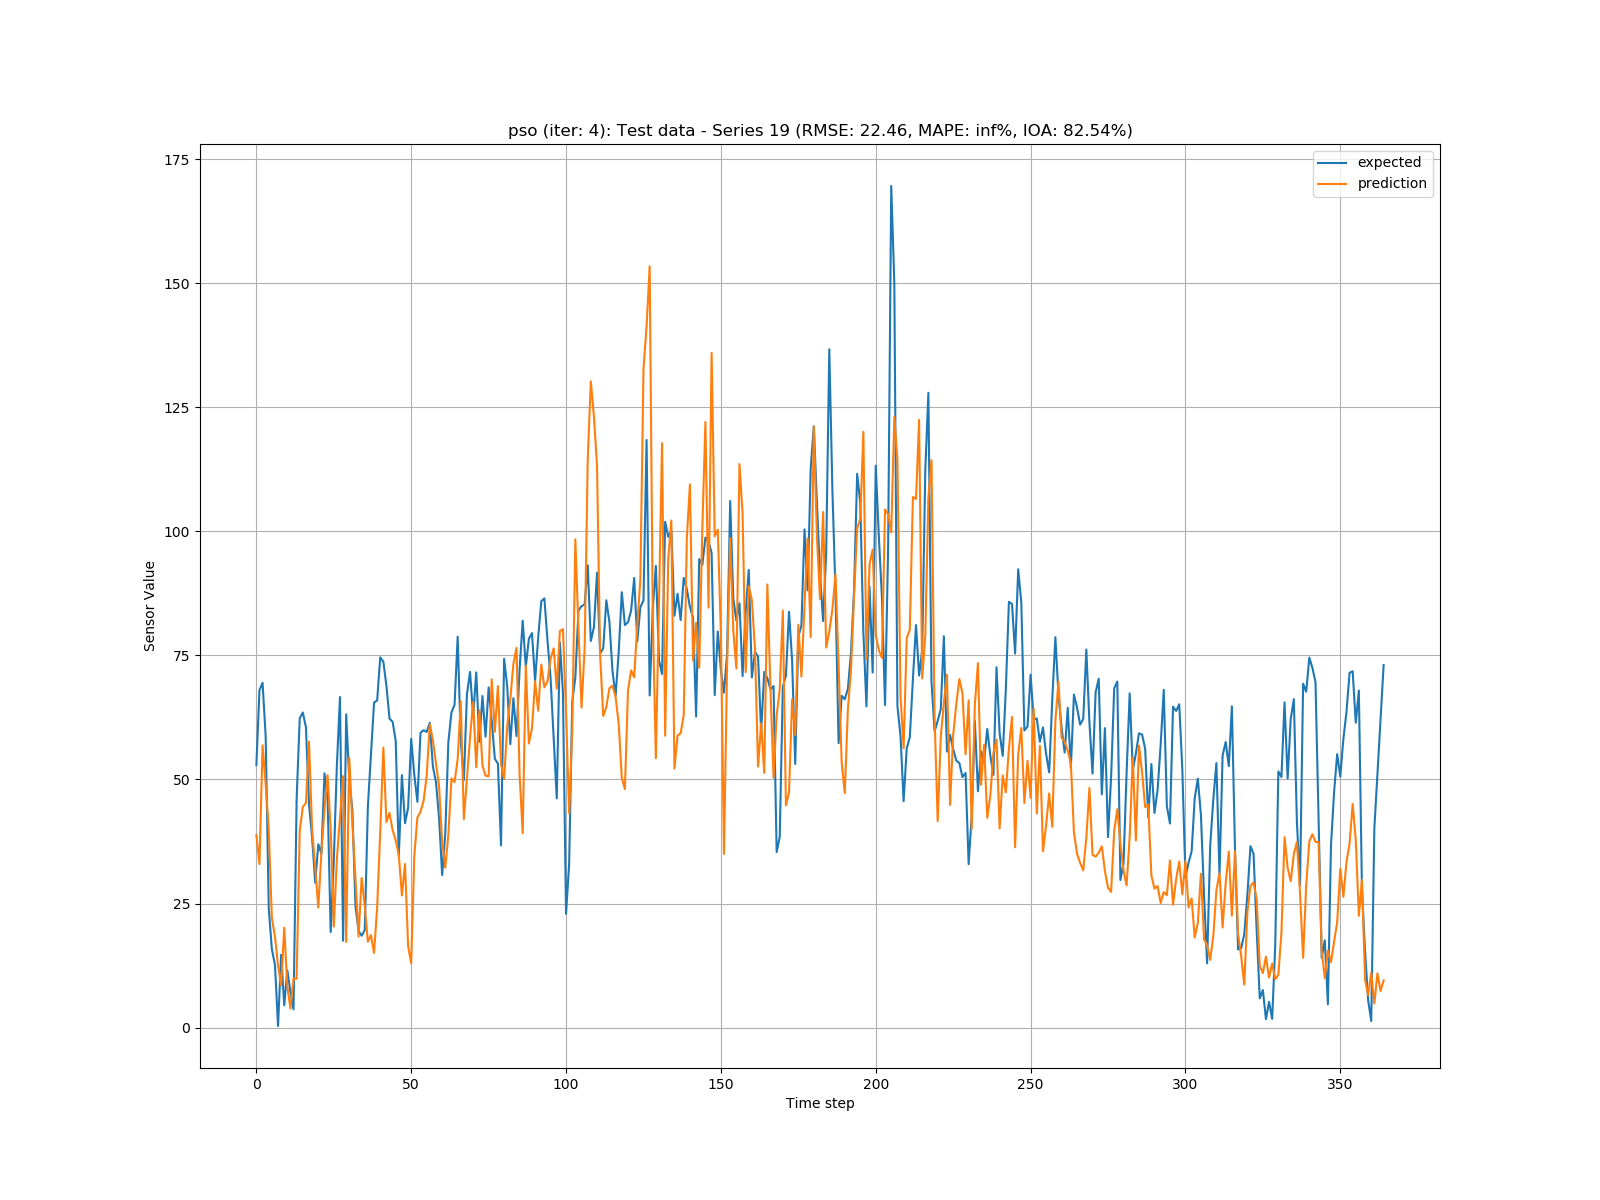 pso (iter: 4): Test data - Series 19 (RMSE: 22.46, MAPE: inf%, IOA: 82.54%)
expected
prediction
175
150
125
100
75
50
25
0
Sensor Value
0 50 100 150 200 250 300 350
Time step